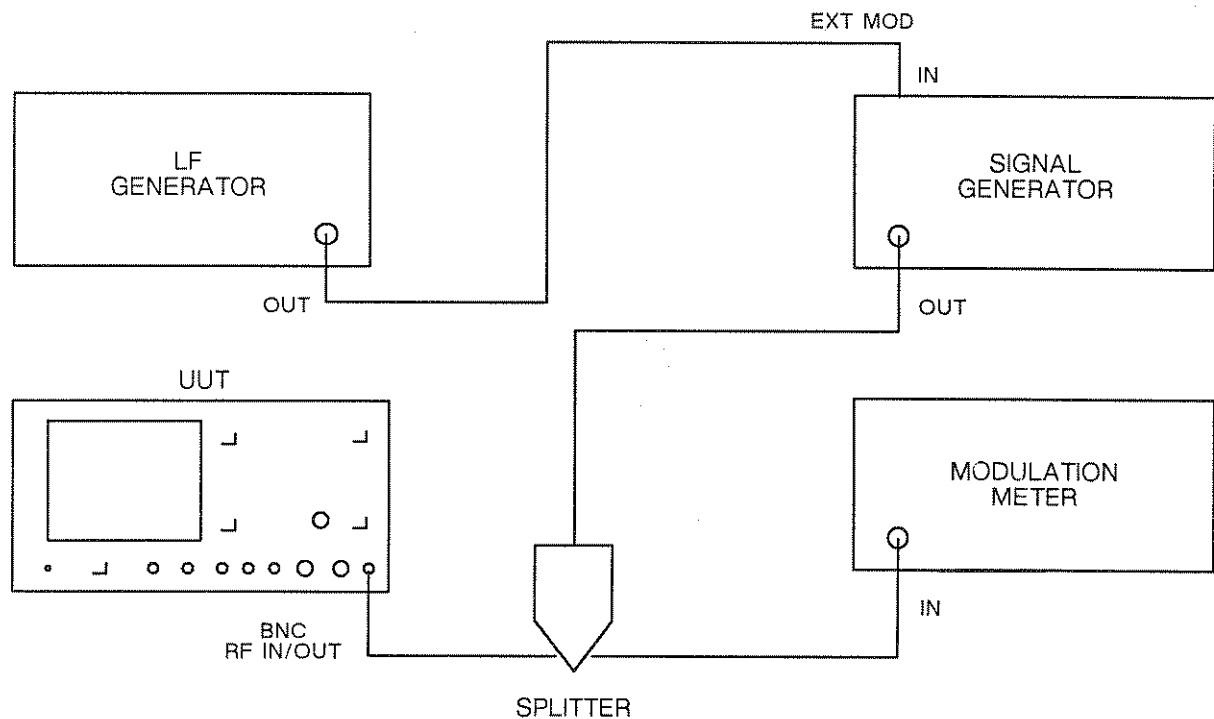 EXT MOD
IN
LF
GENERATOR
SIGNAL
GENERATOR
OUT
OUT
UUT
MODULATION
METER
BNC
RF IN/OUT
IN
SPLITTER